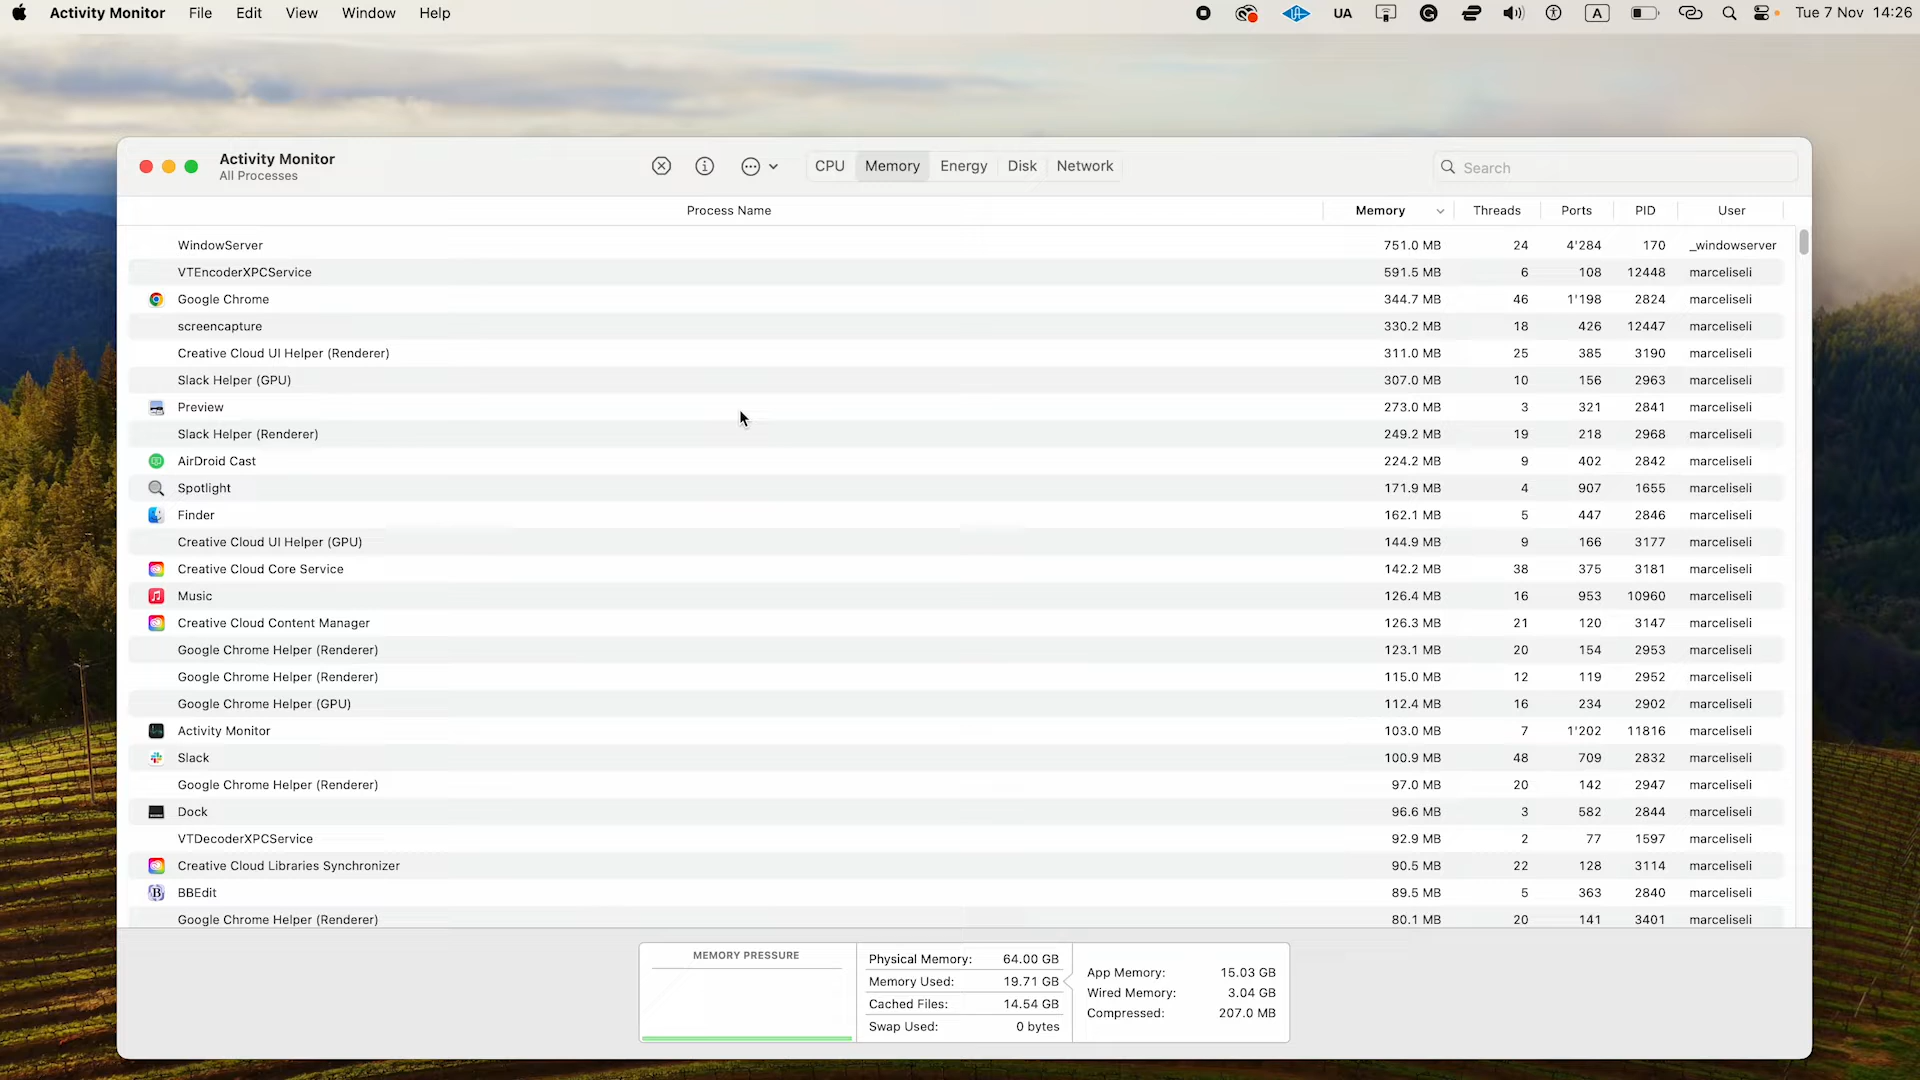 Activity Monitor File Edit View Window Help UA A Tue 7 Nov 14:26
Activity Monitor
All Processes
CPU Memory Energy Disk Network Search
Process Name Memory Threads Ports PID User
WindowServer 751.0 MB 24 4'284 170 _windowserver
VTEncoderXPCService 591.5 MB 6 108 12448 marceliseli
Google Chrome 344.7 MB 46 1'198 2824 marceliseli
screencapture 330.2 MB 18 426 12447 marceliseli
Creative Cloud UI Helper (Renderer) 311.0 MB 25 385 3190 marceliseli
Slack Helper (GPU) 307.0 MB 10 156 2963 marceliseli
Preview 273.0 MB 3 321 2841 marceliseli
Slack Helper (Renderer) 249.2 MB 19 218 2968 marceliseli
AirDroid Cast 224.2 MB 9 402 2842 marceliseli
Spotlight 171.9 MB 4 907 1655 marceliseli
Finder 162.1 MB 5 447 2846 marceliseli
Creative Cloud UI Helper (GPU) 144.9 MB 9 166 3177 marceliseli
Creative Cloud Core Service 142.2 MB 38 375 3181 marceliseli
Music 126.4 MB 16 953 10960 marceliseli
Creative Cloud Content Manager 126.3 MB 21 120 3147 marceliseli
Google Chrome Helper (Renderer) 123.1 MB 20 154 2953 marceliseli
Google Chrome Helper (Renderer) 115.0 MB 12 119 2952 marceliseli
Google Chrome Helper (GPU) 112.4 MB 16 234 2902 marceliseli
Activity Monitor 103.0 MB 7 1'202 11816 marceliseli
Slack 100.9 MB 48 709 2832 marceliseli
Google Chrome Helper (Renderer) 97.0 MB 20 142 2947 marceliseli
Dock 96.6 MB 3 582 2844 marceliseli
VTDecoderXPCService 92.9 MB 2 77 1597 marceliseli
Creative Cloud Libraries Synchronizer 90.5 MB 22 128 3114 marceliseli
BBEdit 89.5 MB 5 363 2840 marceliseli
Google Chrome Helper (Renderer) 80.1 MB 20 141 3401 marceliseli
MEMORY PRESSURE
Physical Memory: 64.00 GB
Memory Used: 19.71 GB
Cached Files: 14.54 GB
Swap Used: 0 bytes
App Memory: 15.03 GB
Wired Memory: 3.04 GB
Compressed: 207.0 MB